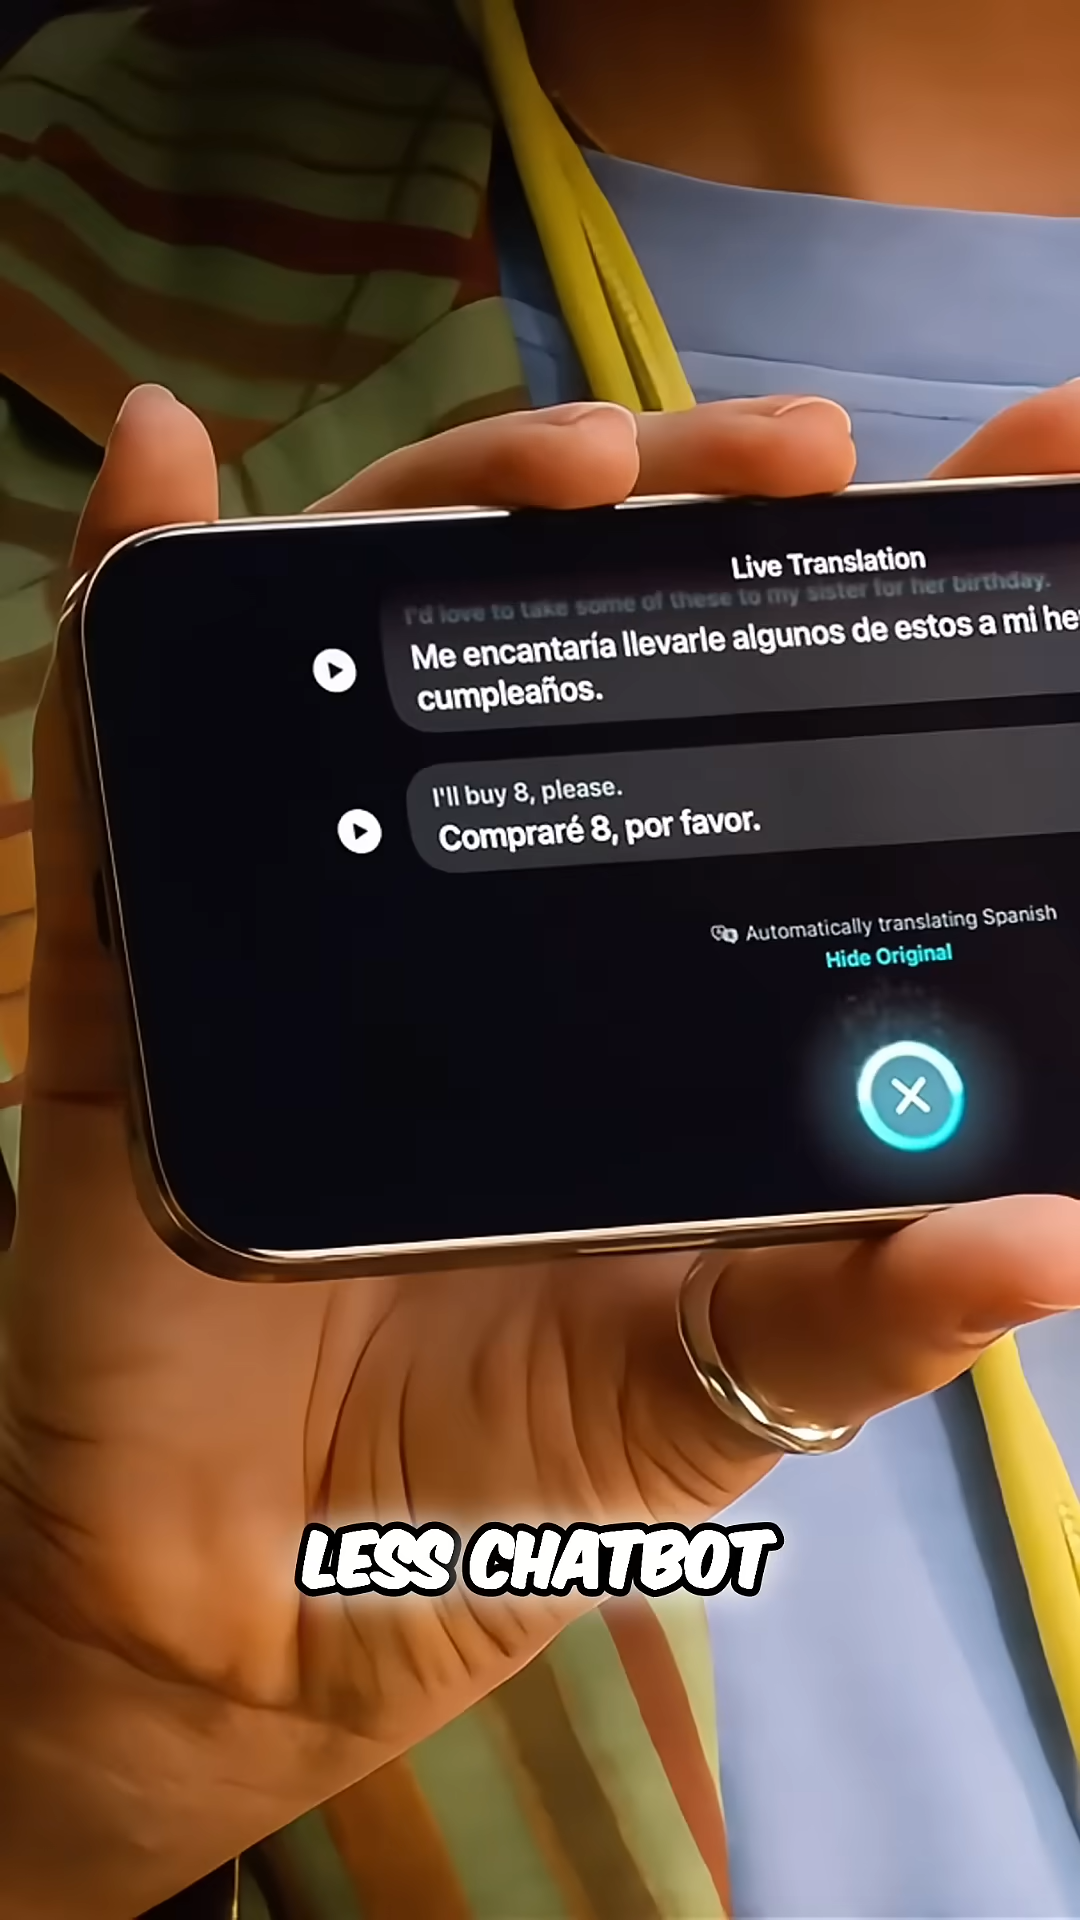 Live Translation
I'd love to take some of these to my sister for her birthday.
Me encantaría llevarle algunos de estos a mi
cumpleaños.
I'll buy 8, please.
Compraré 8, por favor.
Automatically translating Spanish
Hide Original
LESS CHATBOT